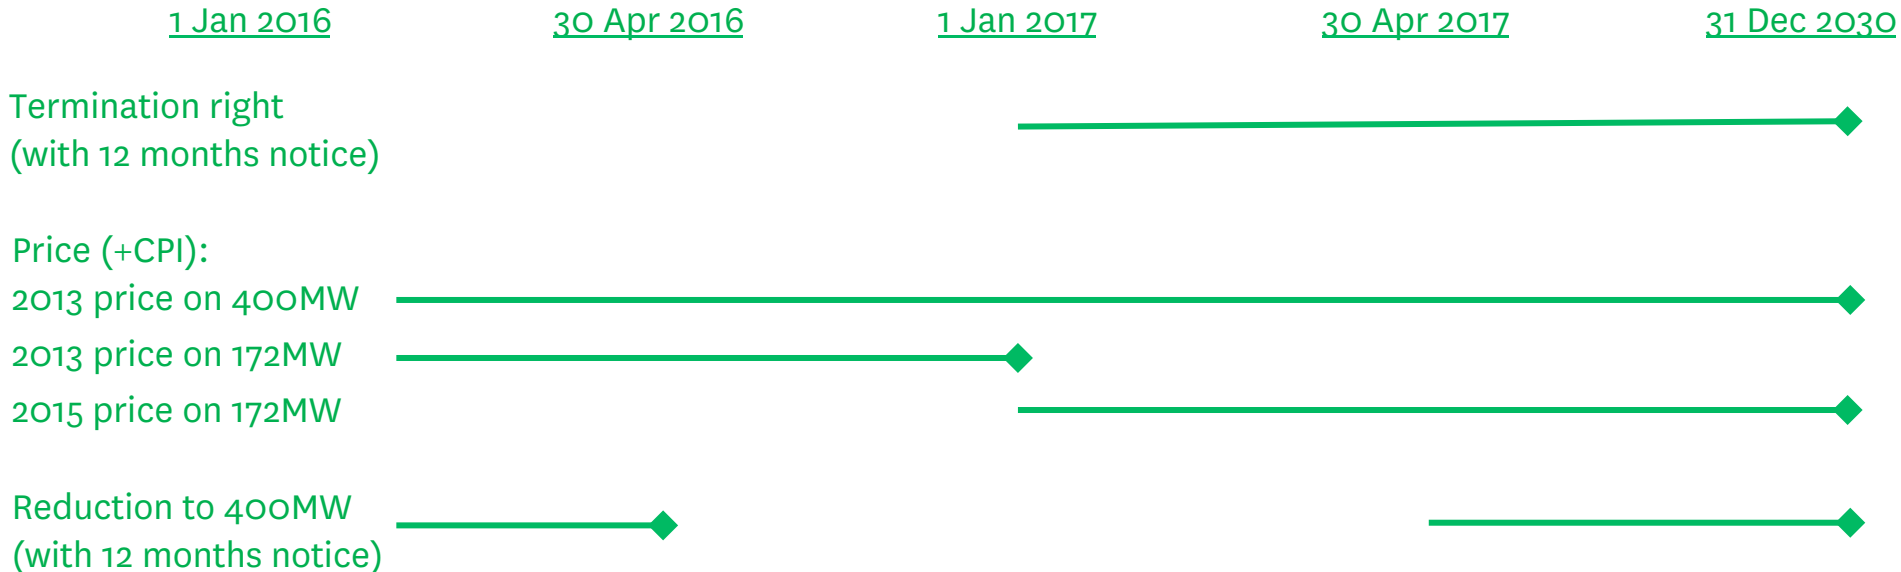 1 Jan 2016 30 Apr 2016 1 Jan 2017 30 Apr 2017 31 Dec 2030
Termination right
(with 12 months notice)
Price (+CPI):
2013 price on 400MW
2013 price on 172MW
2015 price on 172MW
Reduction to 400MW
(with 12 months notice)